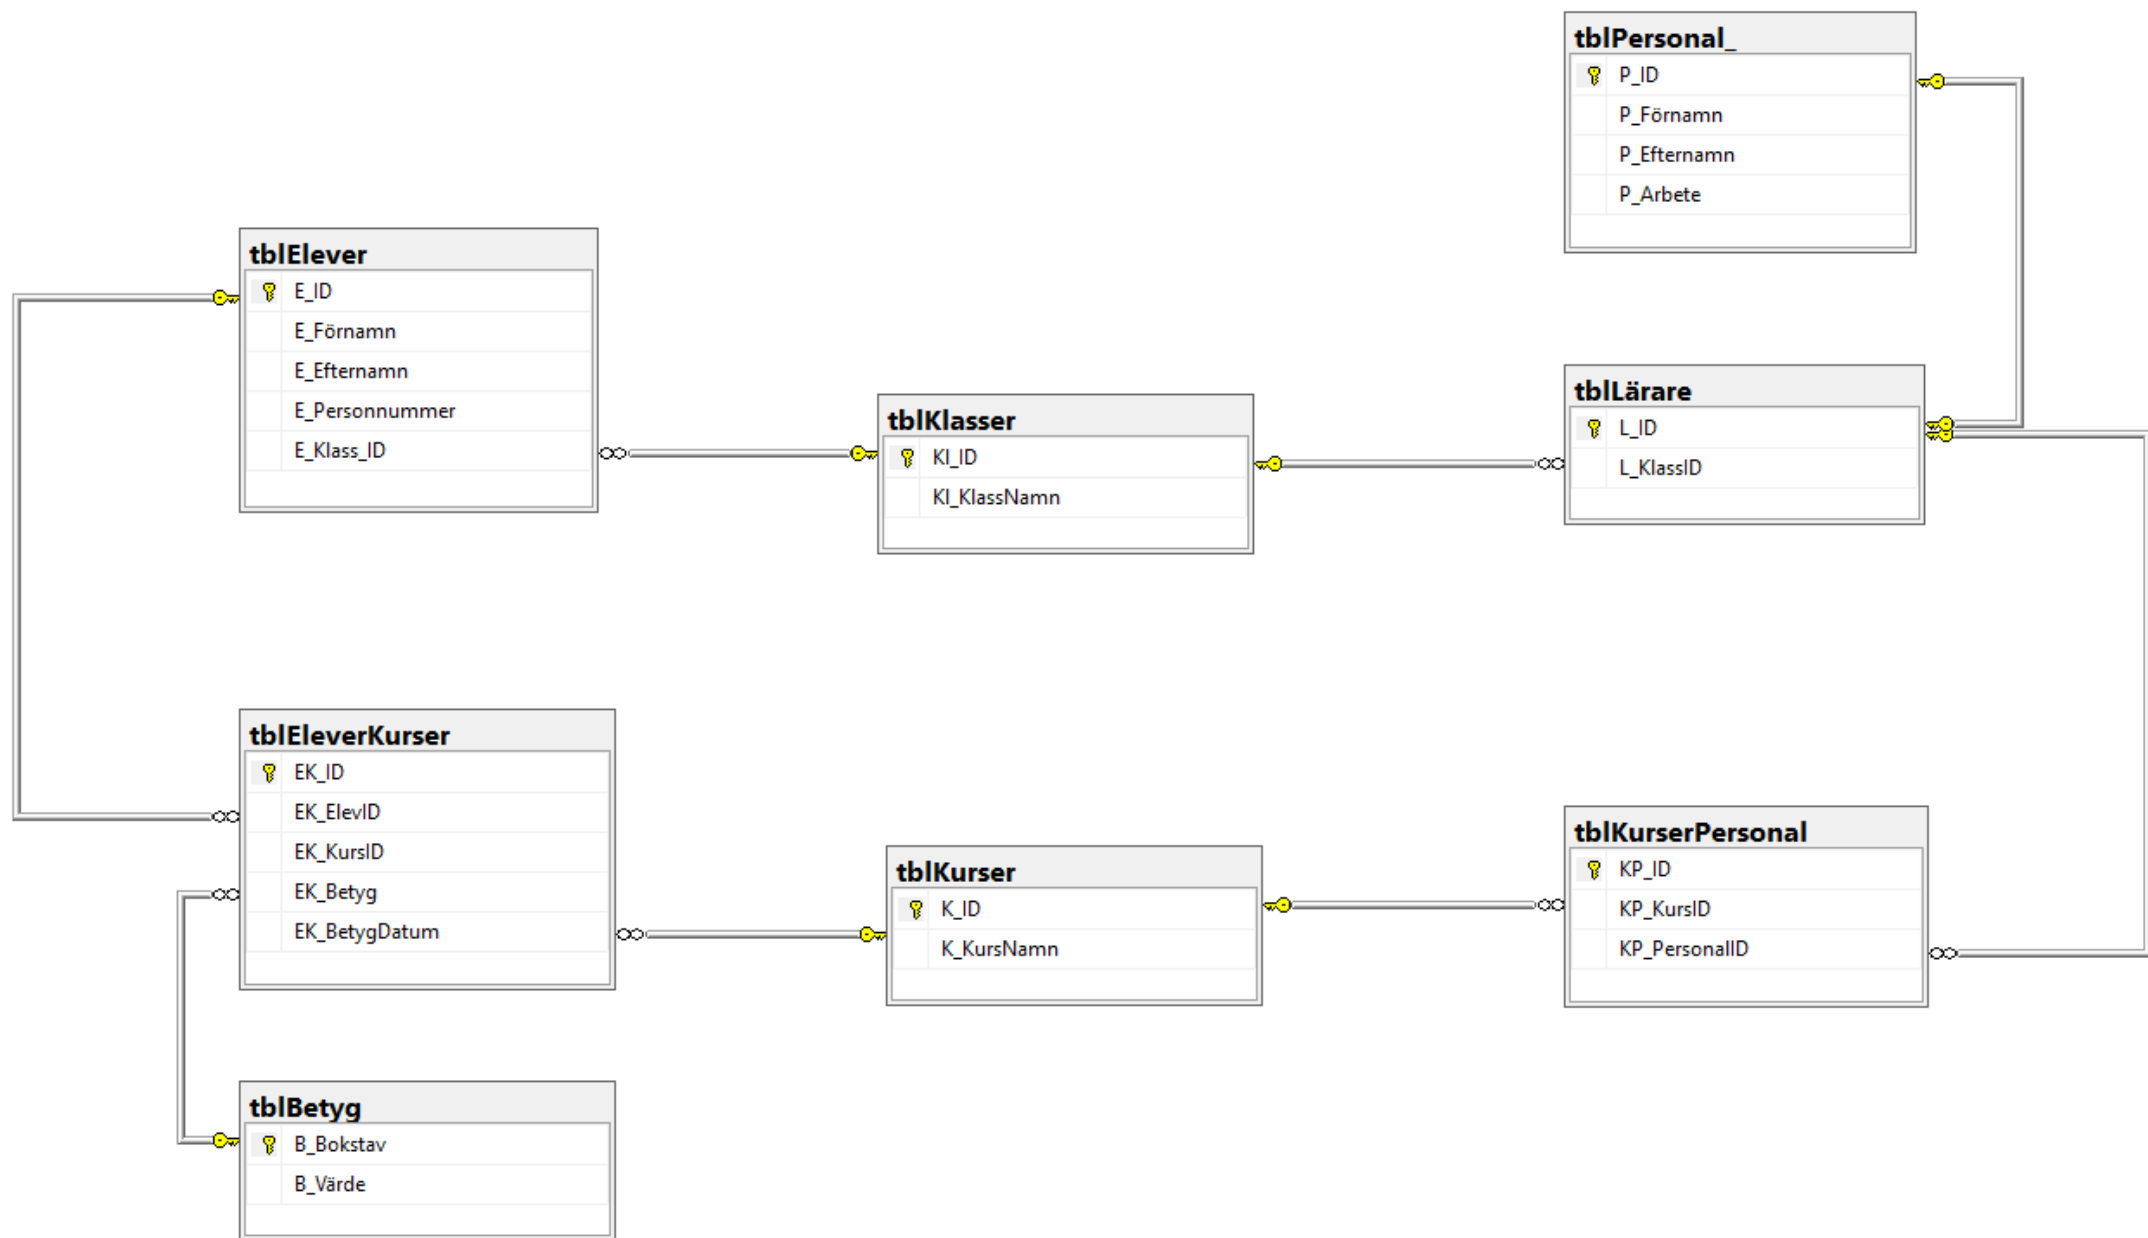 tblPersonal_
P_ID
P_Förnamn
P_Efternamn
P_Arbete
tblElever
E_ID
E_Förnamn
E_Efternamn
E_Personnummer
E_Klass_ID
tblKlasser
Kl_ID
Kl_KlassNamn
tblLärare
L_ID
L_KlassID
tblEleverKurser
EK_ID
EK_ElevID
EK_KursID
EK_Betyg
EK_BetygDatum
tblKurser
K_ID
K_KursNamn
tblKurserPersonal
KP_ID
KP_KursID
KP_PersonalID
tblBetyg
B_Bokstav
B_Värde